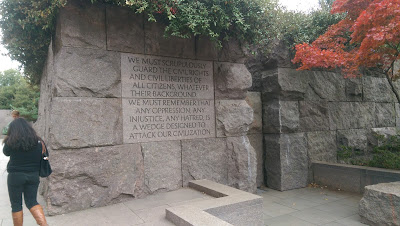 WE MUST SCRUPULOUSLY
GUARD THE CIVIL RIGHTS
AND CIVIL LIBERTIES OF
ALL CITIZENS, WHATEVER
THEIR BACKGROUND.
WE MUST REMEMBER THAT
ANY OPPRESSION, ANY
INJUSTICE, ANY HATRED, IS
A WEDGE DESIGNED TO
ATTACK OUR CIVILIZATION.